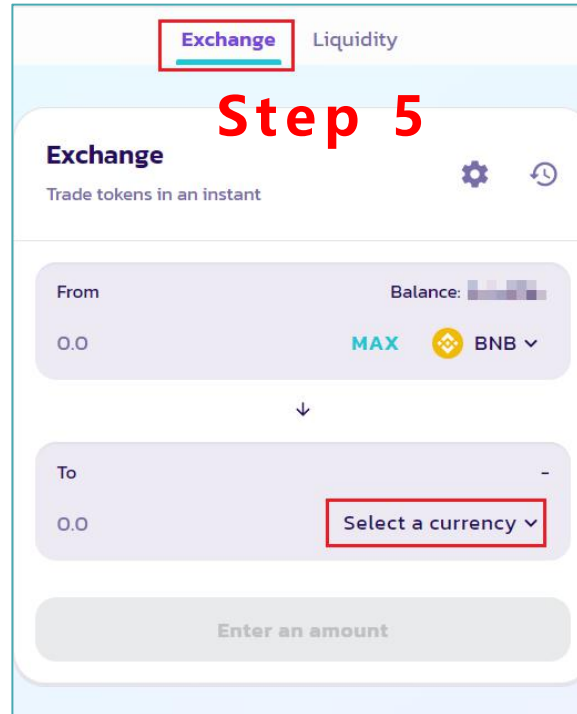 Exchange Liquidity
Step 5
Exchange
Trade tokens in an instant
From Balance:
0.0 MAX BNB
To -
0.0 Select a currency
Enter an amount